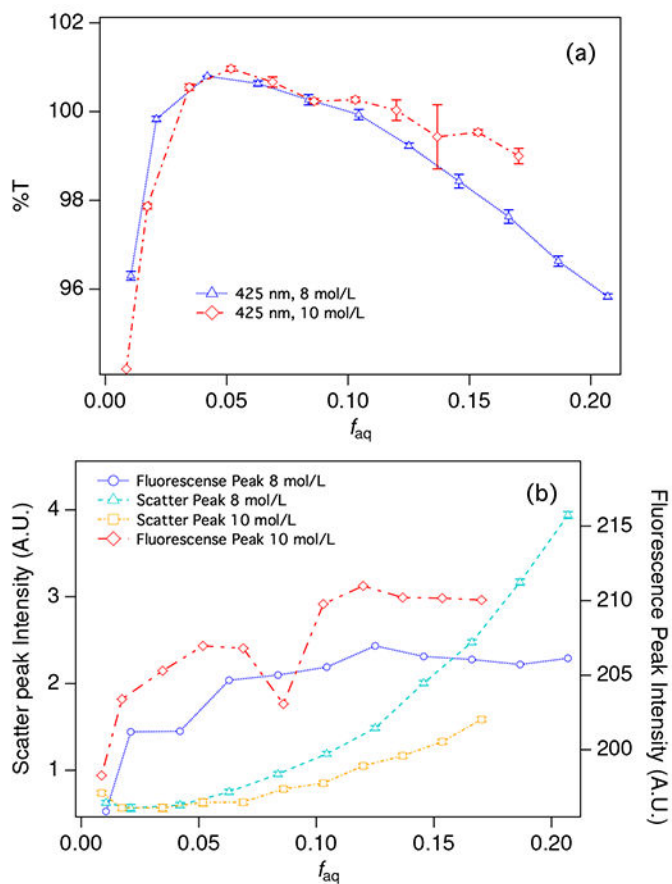 102
(a)
100
%T
98
96
425 nm, 8 mol/L
425 nm, 10 mol/L
0.00 0.05 0.10 0.15 0.20
faq
Fluorescense Peak 8 mol/L
Scatter Peak 8 mol/L
Scatter Peak 10 mol/L
Fluorescense Peak 10 mol/L
(b)
4
3
2
1
Scatter peak Intensity (A.U.)
215
210
205
200
Fluorescence Peak Intensity (A.U.)
0.00 0.05 0.10 0.15 0.20
faq